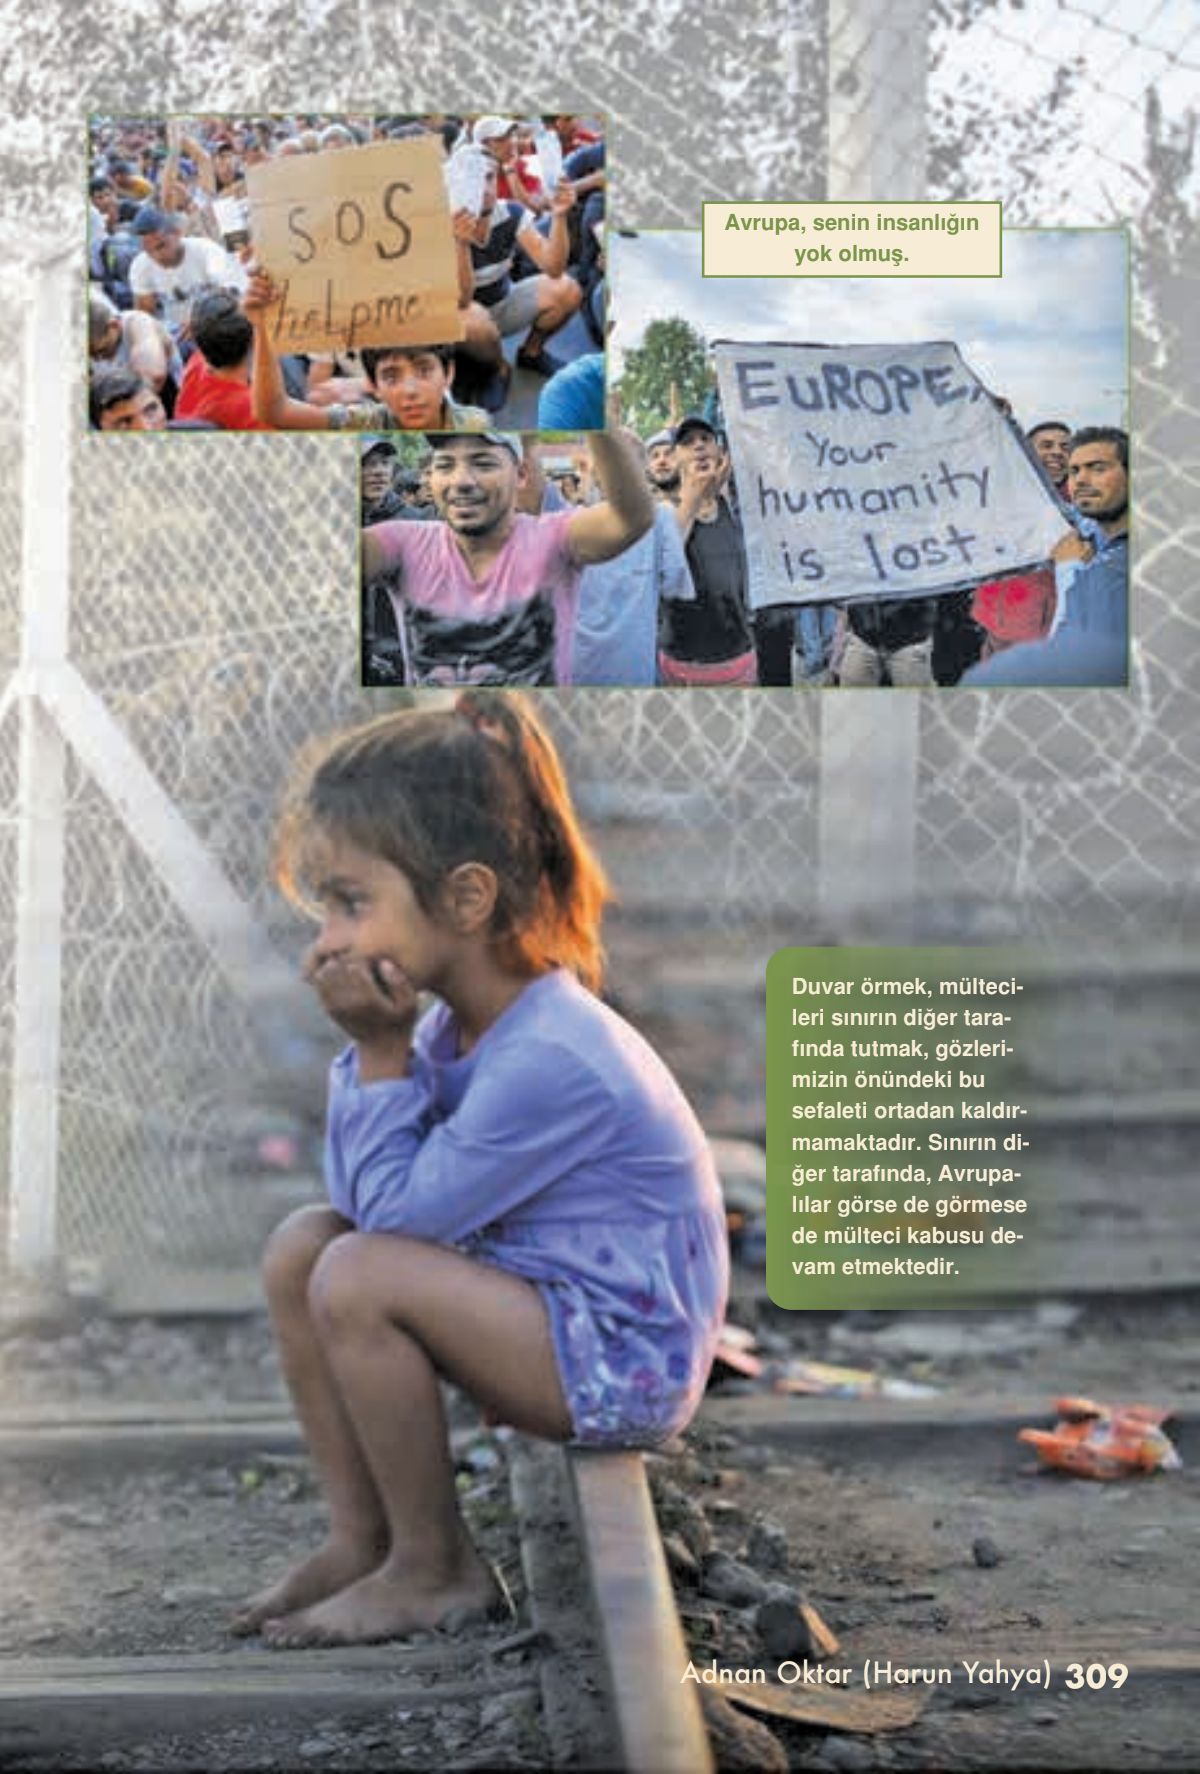 SOS
help me
Avrupa, senin insanlığın
yok olmuş.
EUROPE,
Your
humanity
is lost.
Duvar örmek, mülteci-
leri sınırın diğer tara-
fında tutmak, gözleri-
mizin önündeki bu
sefaleti ortadan kaldır-
mamaktadır. Sınırın di-
ğer tarafında, Avrupa-
lılar görse de görmese
de mülteci kabusu de-
vam etmektedir.
Adnan Oktar (Harun Yahya) 309